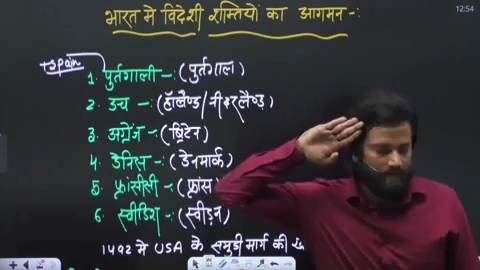 12:54
भारत मे विदेशी शक्तियों का आगमन -:
+ Spain
1. पुर्तगाली -: (पुर्तगाल)
2. डच -: (हॉलैण्ड/नीदरलैण्ड)
3. अंग्रेज -: (ब्रिटेन)
4. डेनिस -: (डेनमार्क)
5. फ्रांसीसी -: (फ्रांस
6. स्वीडिश -: (स्वीडन)
1492 मे USA के समुद्री मार्ग की